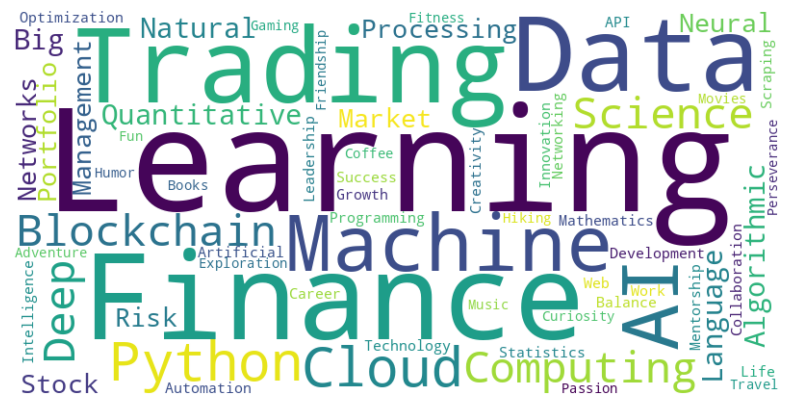 Optimization
Natural
Gaming
Fitness
API
Neural
Big
Trading
Processing
Data
Scraping
Networks
Portfolio
Management
Quantitative
Friendship
Market
Science
Movies
Fun
Learning
Leadership
Coffee
Creativity
Innovation
Networking
Perseverance
Humor
Books
Success
Growth
Blockchain
Machine
Programming
Hiking
Mathematics
Algorithmic
Adventure
Artificial
Exploration
Development
Collaboration
Intelligence
Deep
Finance
Career
Music
Web
Work
Balance
AI
Mentorship
Language
Risk
Curiosity
Python
Cloud
Technology
Statistics
Computing
Life
Stock
Automation
Passion
Travel